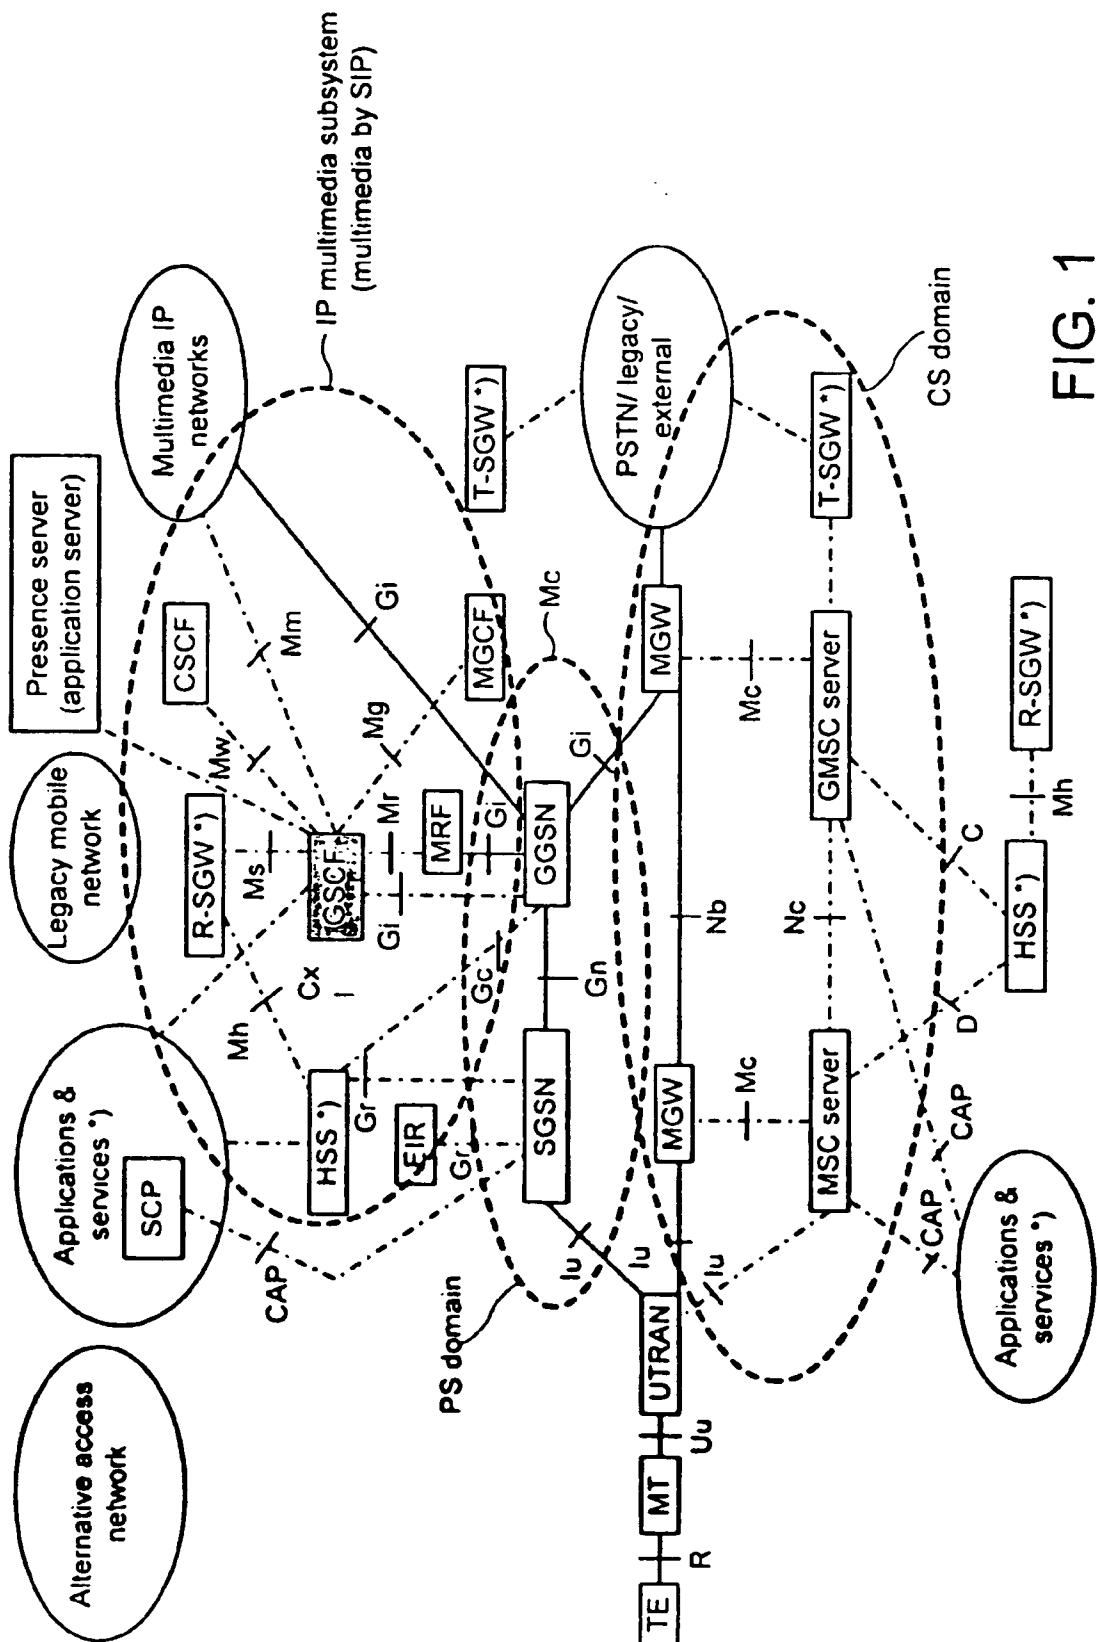 Alternative access
network
Applications &
services *)
SCP
Legacy mobile
network
Presence server
(application server)
Multimedia IP
networks
IP multimedia subsystem
(multimedia by SIP)
CAP
Mh
R-SGW *)
Mw
CSCF
Ms
Mm
Cx
HSS *)
Gi
Mr
Mg
Gi
Gr
EIR
Gr
Gc
MRF
Gi
MGCF
T-SGW *)
Mc
PS domain
SGSN
Gn
GGSN
Iu
Gi
PSTN/ legacy/
external
Iu
TE
R
MT
Uu
UTRAN
MGW
Nb
MGW
Iu
Mc
Mc
MSC server
Nc
GMSC server
T-SGW *)
CS domain
CAP
CAP
D
C
HSS *)
Mh
R-SGW *)
Applications &
services *)
FIG. 1